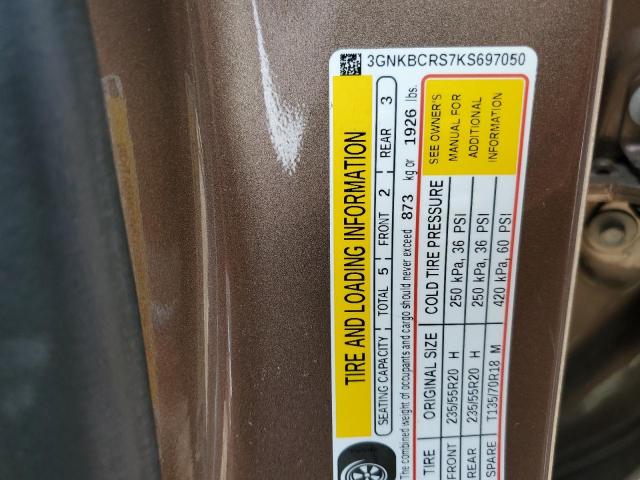 3GNKBCRS7KS697050
TIRE AND LOADING INFORMATION
SEATING CAPACITY TOTAL 5 FRONT 2 REAR 3
The combined weight of occupants and cargo should never exceed 873 kg or 1926 lbs.
TIRE ORIGINAL SIZE COLD TIRE PRESSURE
FRONT 235/55R20 H 250 kPa, 36 PSI
REAR 235/55R20 H 250 kPa, 36 PSI
SPARE T135/70R18 M 420 kPa, 60 PSI
SEE OWNER'S
MANUAL FOR
ADDITIONAL
INFORMATION